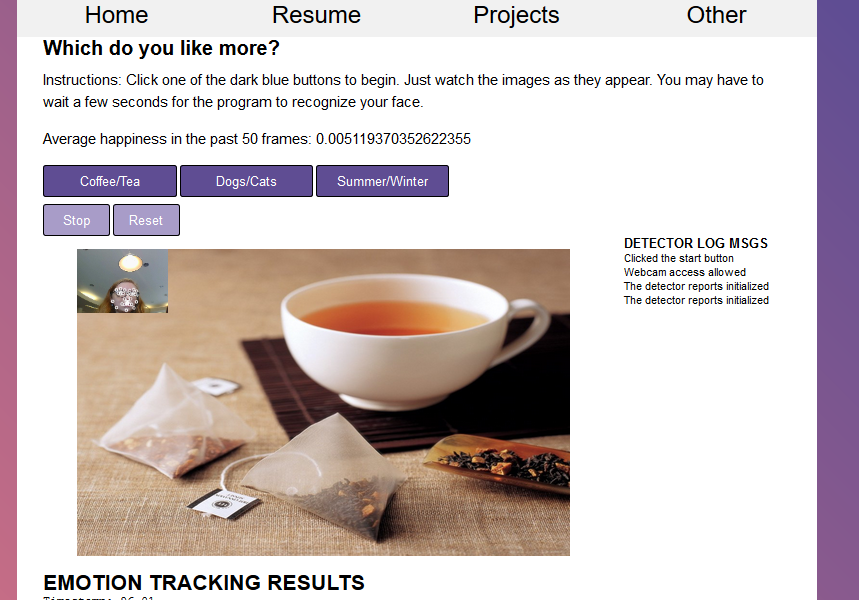 Home Resume Projects Other
Which do you like more?
Instructions: Click one of the dark blue buttons to begin. Just watch the images as they appear. You may have to
wait a few seconds for the program to recognize your face.
Average happiness in the past 50 frames: 0.005119370352622355
Coffee/Tea Dogs/Cats Summer/Winter
Stop Reset
DETECTOR LOG MSGS
Clicked the start button
Webcam access allowed
The detector reports initialized
The detector reports initialized
EMOTION TRACKING RESULTS